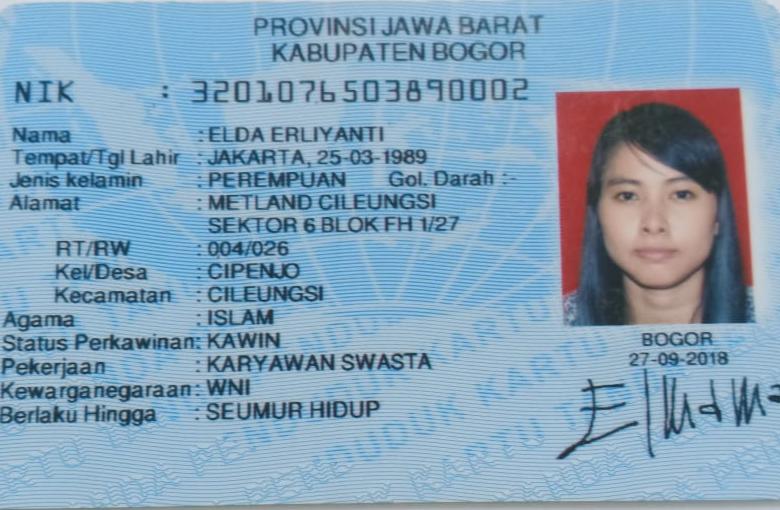 PROVINSI JAWA BARAT
KABUPATEN BOGOR
NIK : 3201076503890002
Nama : ELDA ERLIYANTI
Tempat/Tgl Lahir : JAKARTA, 25-03-1989
Jenis kelamin : PEREMPUAN Gol. Darah :-
Alamat : METLAND CILEUNGSI
SEKTOR 6 BLOK FH 1/27
RT/RW : 004/026
Kel/Desa : CIPENJO
Kecamatan : CILEUNGSI
Agama : ISLAM
Status Perkawinan: KAWIN
Pekerjaan : KARYAWAN SWASTA
Kewarganegaraan: WNI
Berlaku Hingga : SEUMUR HIDUP
BOGOR
27-09-2018